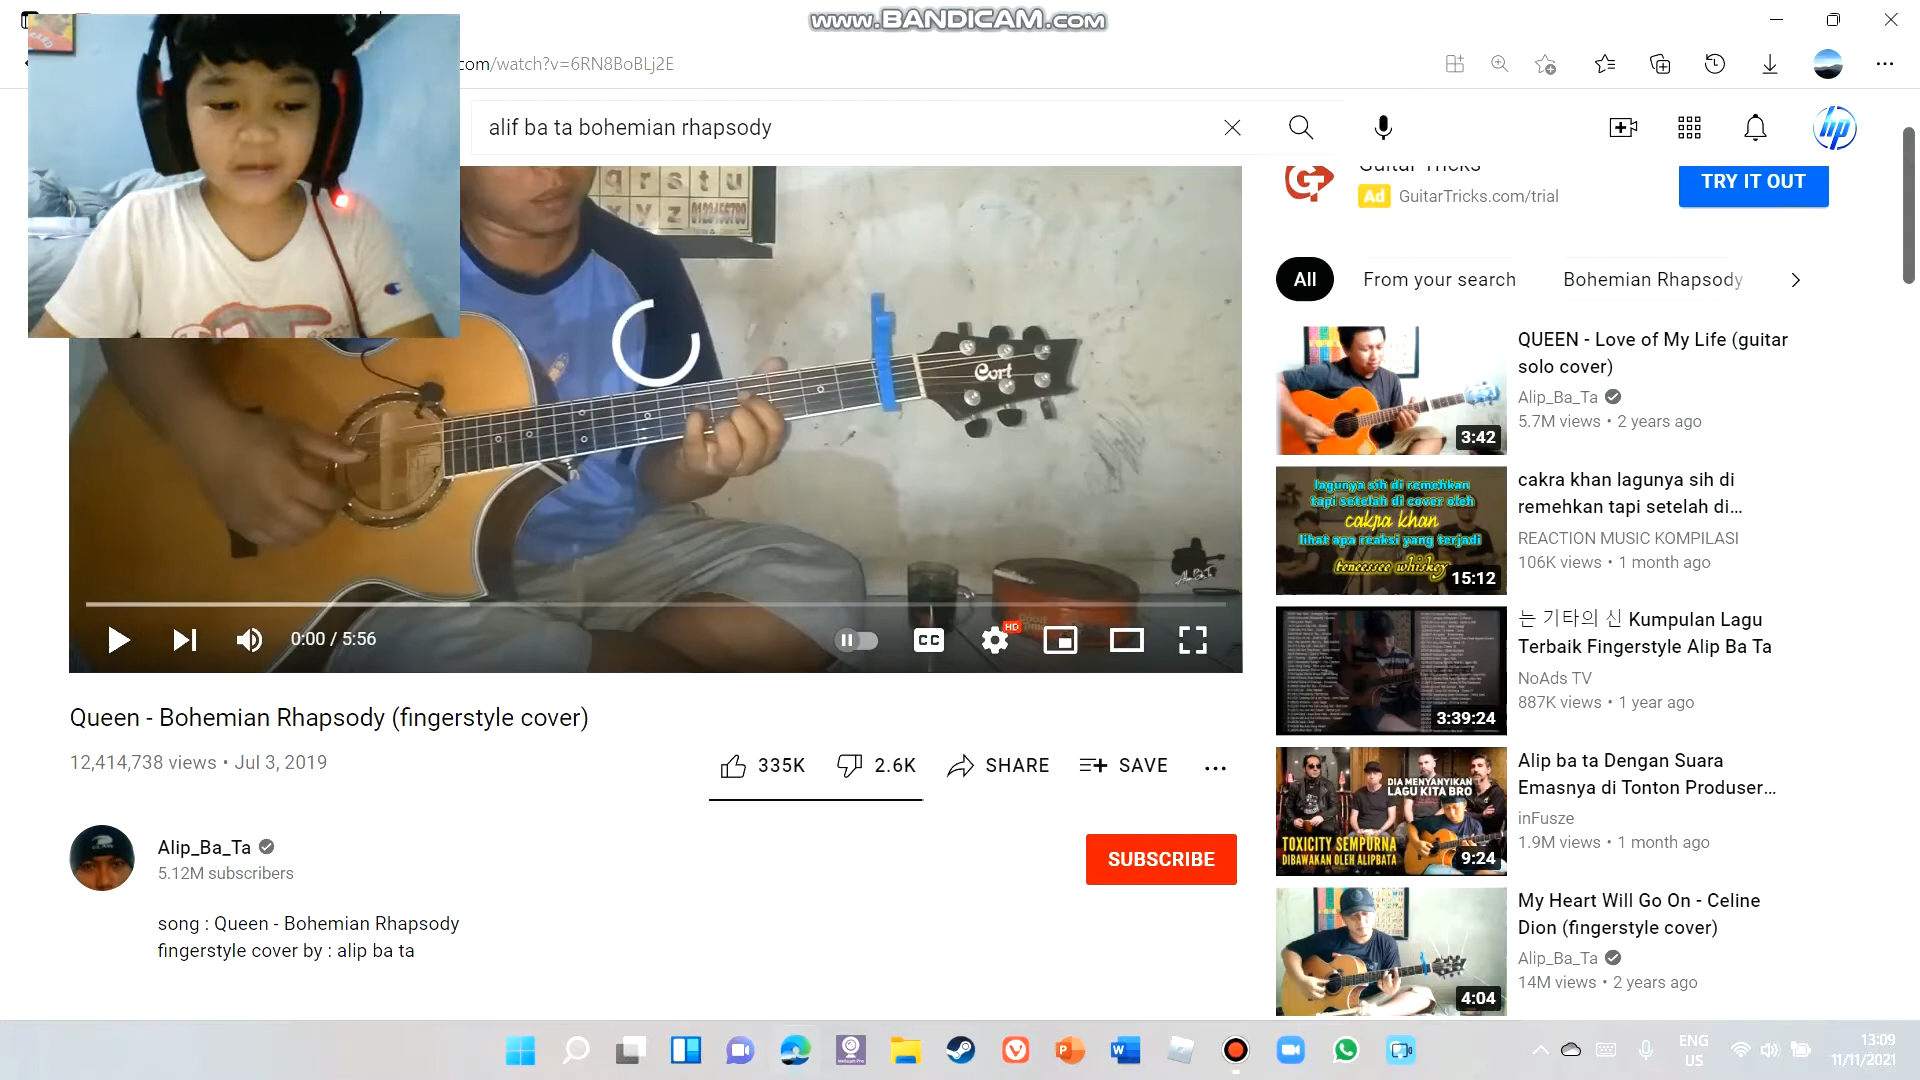 www.BANDICAM.com
com/watch?v=6RN8BoBLj2E
alif ba ta bohemian rhapsody
hp
Guitar Tricks
Ad GuitarTricks.com/trial
TRY IT OUT
q r s t u
y z 0123456789
Cort
All
From your search
Bohemian Rhapsody
0:00 / 5:56
CC
HD
Queen - Bohemian Rhapsody (fingerstyle cover)
12,414,738 views • Jul 3, 2019
335K
2.6K
SHARE
SAVE
Alip_Ba_Ta
5.12M subscribers
SUBSCRIBE
song : Queen - Bohemian Rhapsody
fingerstyle cover by : alip ba ta
QUEEN - Love of My Life (guitar
solo cover)
Alip_Ba_Ta
5.7M views • 2 years ago
3:42
lagunya sih di remehkan
tapi setelah di cover oleh
cakra khan
lihat apa reaksi yang terjadi
tenessee whiskey
15:12
cakra khan lagunya sih di
remehkan tapi setelah di...
REACTION MUSIC KOMPILASI
106K views • 1 month ago
3:39:24
는 기타의 신 Kumpulan Lagu
Terbaik Fingerstyle Alip Ba Ta
NoAds TV
887K views • 1 year ago
DIA MENYANYIKAN
LAGU KITA BRO
TOXICITY SEMPURNA
DIBAWAKAN OLEH ALIPBATA
9:24
Alip ba ta Dengan Suara
Emasnya di Tonton Produser...
inFusze
1.9M views • 1 month ago
4:04
My Heart Will Go On - Celine
Dion (fingerstyle cover)
Alip_Ba_Ta
14M views • 2 years ago
ENG
US
13:09
11/11/2021